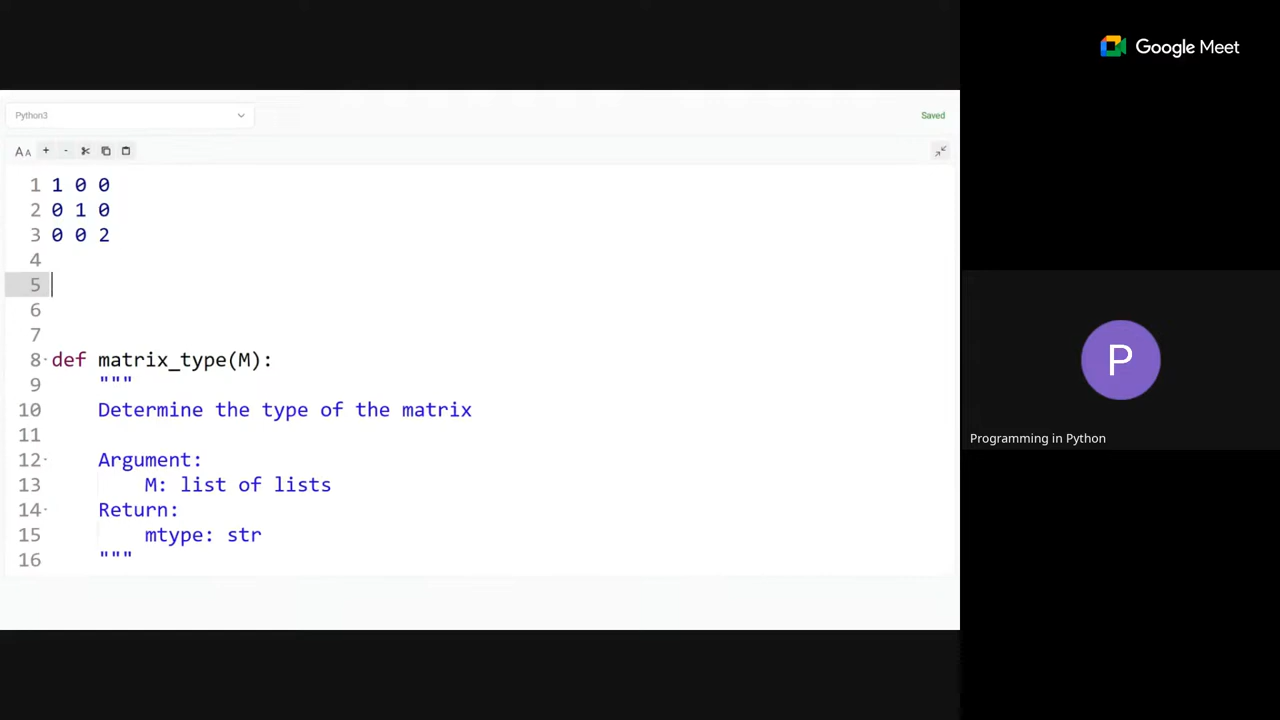 Google Meet
Python3
Saved
AA + -
1 1 0 0
2 0 1 0
3 0 0 2
4
5
6
7
8 def matrix_type(M):
9 """
10 Determine the type of the matrix
11
12 Argument:
13 M: list of lists
14 Return:
15 mtype: str
16 """
P
Programming in Python